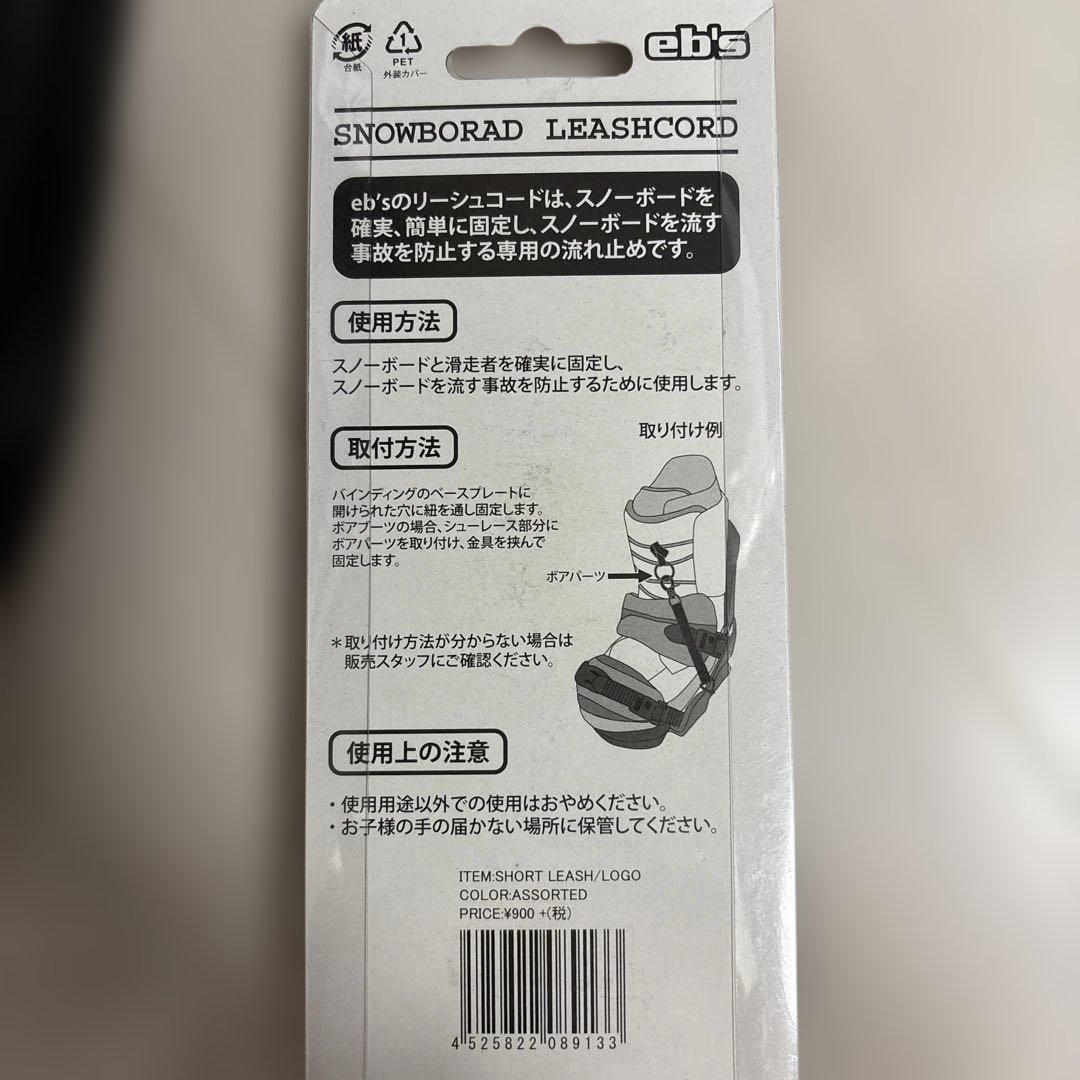 紙
台紙
1
PET
外装カバー
eb's
SNOWBORAD LEASHCORD
eb'sのリーシュコードは、スノーボードを
確実、簡単に固定し、スノーボードを流す
事故を防止する専用の流れ止めです。
使用方法
スノーボードと滑走者を確実に固定し、
スノーボードを流す事故を防止するために使用します。
取り付け例
取付方法
バインディングのベースプレートに
開けられた穴に紐を通し固定します。
ボアブーツの場合、シューレース部分に
ボアパーツを取り付け、金具を挟んで
固定します。
ボアパーツ
＊取り付け方法が分からない場合は
販売スタッフにご確認ください。
使用上の注意
・使用用途以外での使用はおやめください。
・お子様の手の届かない場所に保管してください。
ITEM:SHORT LEASH/LOGO
COLOR:ASSORTED
PRICE:¥900 +(税)
4 525822 089133